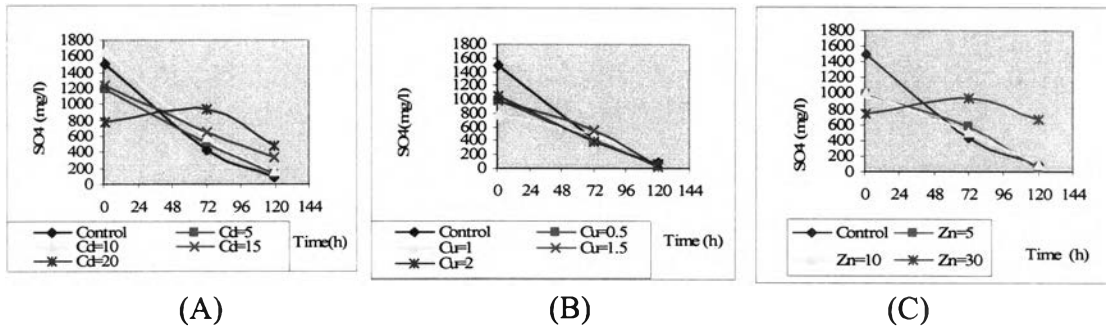 SO4 (mg/l)
1800
1600
1400
1200
1000
800
600
400
200
0
0 24 48 72 96 120 144
Control Cd=5
Cd=10 Cd=15
Cd=20
Time(h)
(A)
SO4(mg/l)
1800
1600
1400
1200
1000
800
600
400
200
0
0 24 48 72 96 120 144
Control Cu=0.5
Cu=1 Cu=1.5
Cu=2
Time(h)
(B)
SO4 (mg/l)
1800
1600
1400
1200
1000
800
600
400
200
0
0 24 48 72 96 120 144
Control Zn=5
Zn=10 Zn=30
Time (h)
(C)